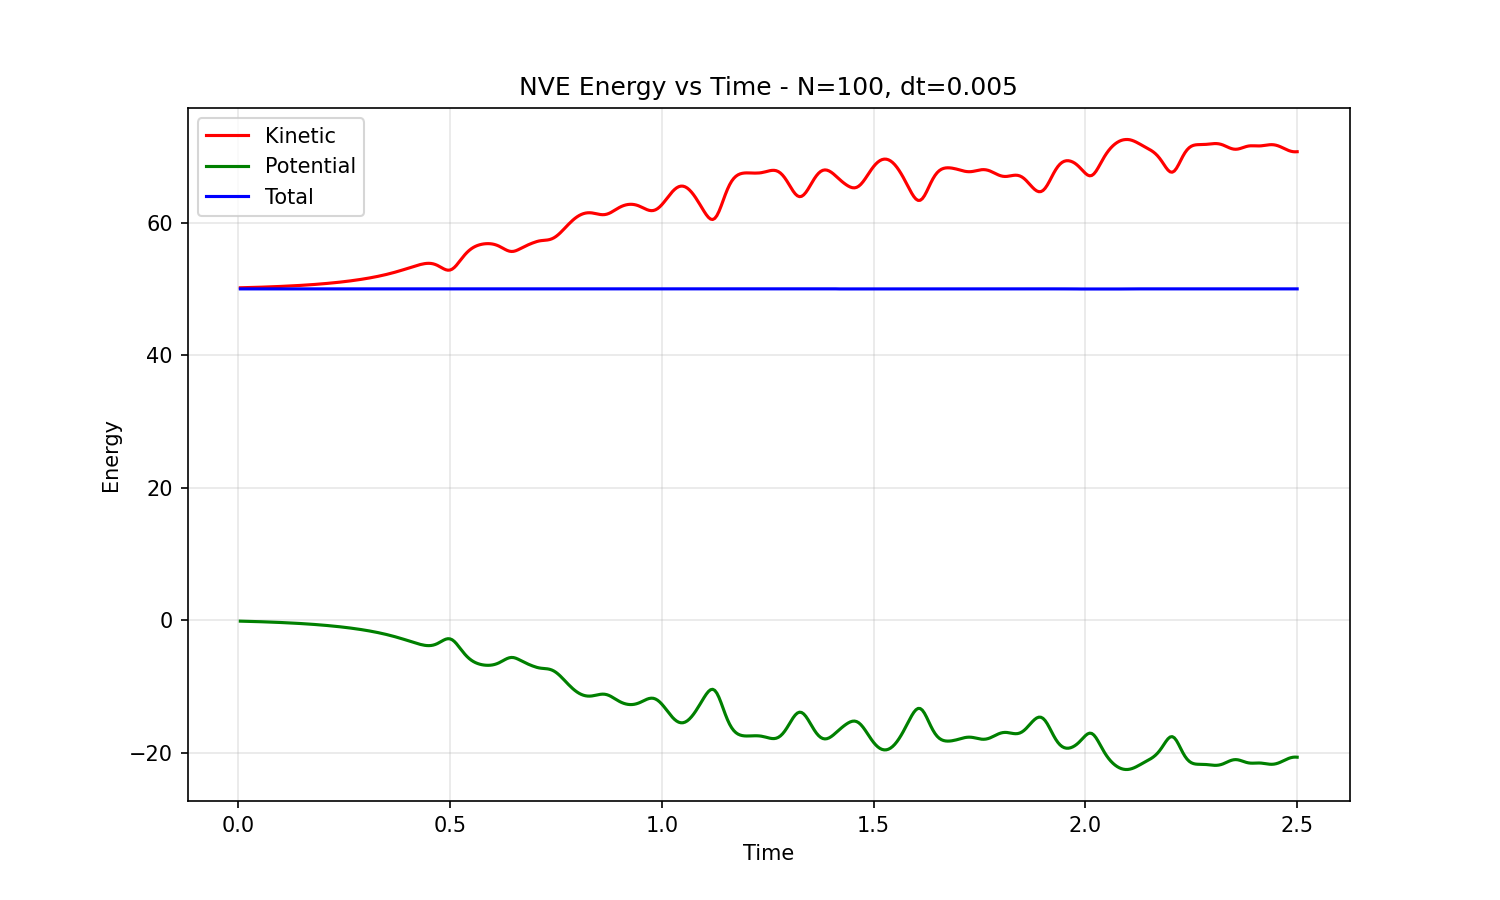 NVE Energy vs Time - N=100, dt=0.005
Kinetic
Potential
Total
60
40
20
0
−20
Energy
0.0 0.5 1.0 1.5 2.0 2.5
Time